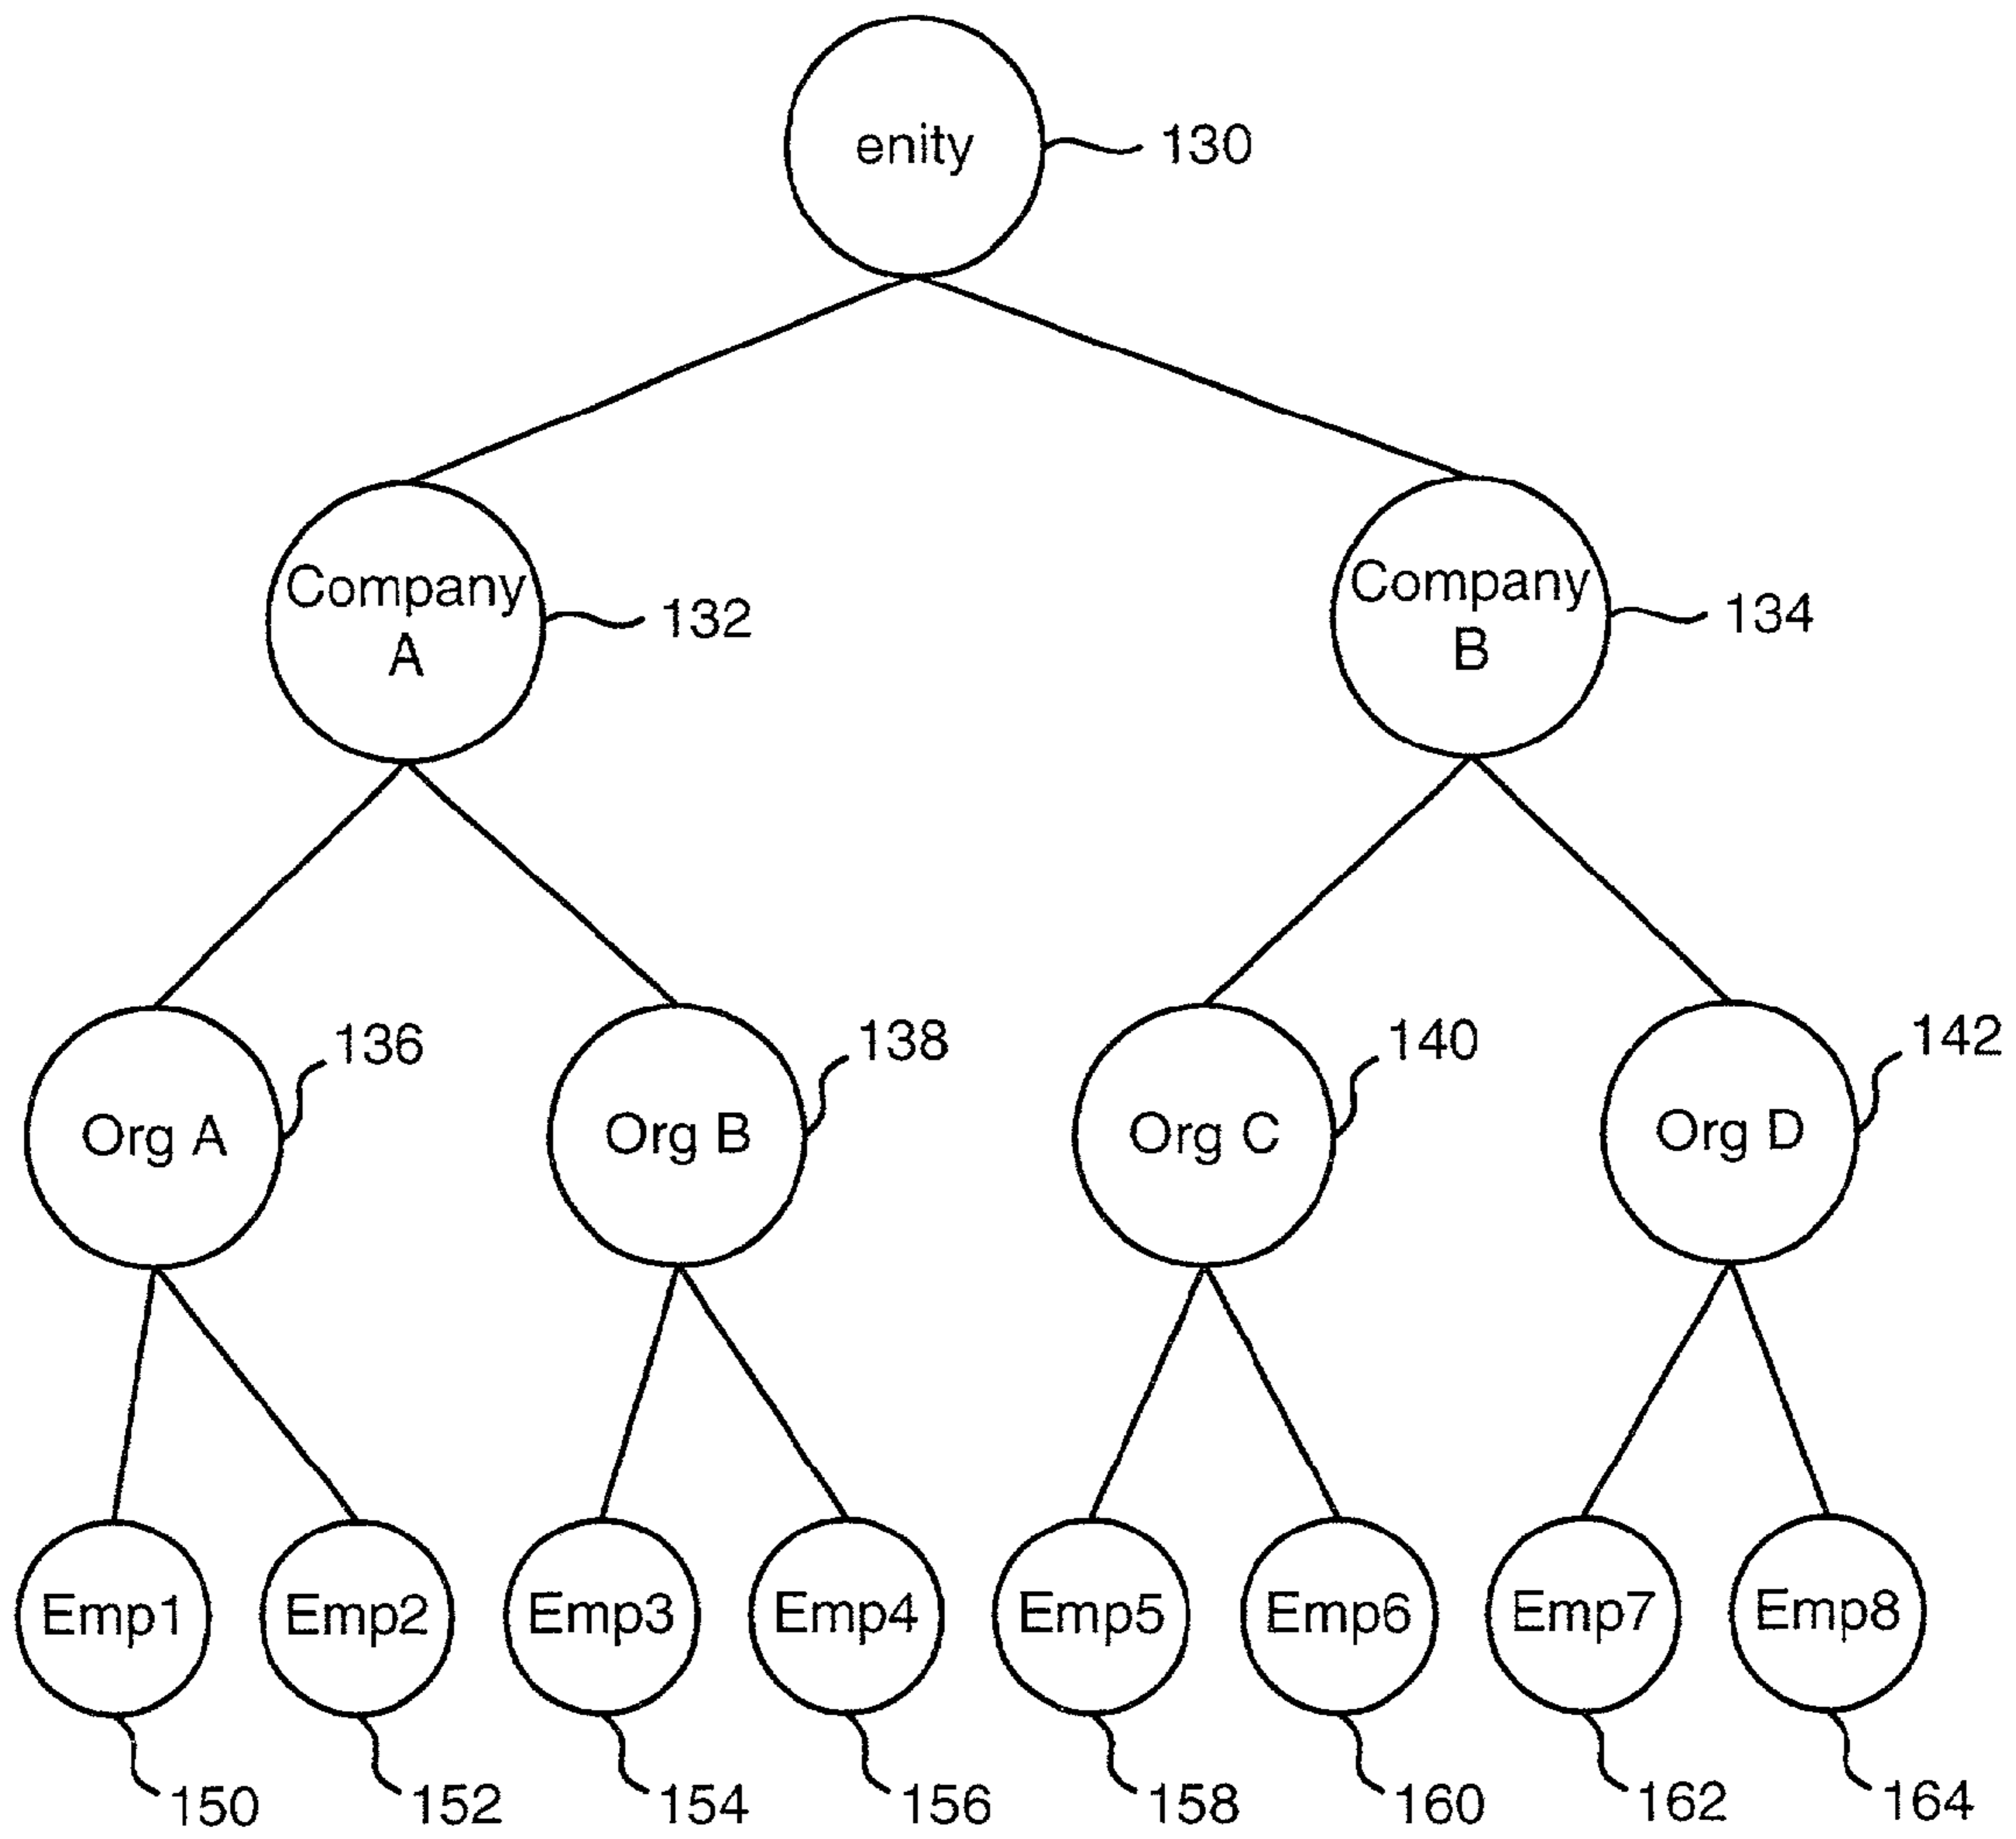 enity
130
Company
A
132
Company
B
134
136
138
140
142
Org A
Org B
Org C
Org D
Emp1
Emp2
Emp3
Emp4
Emp5
Emp6
Emp7
Emp8
150
152
154
156
158
160
162
164